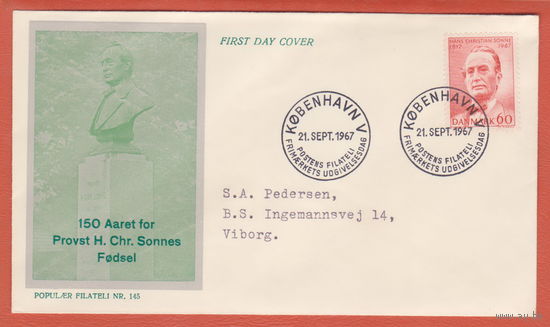 FIRST DAY COVER
HANS CHRISTIAN SONNE
1817 1967
DANMARK 60
KØBENHAVN V
21. SEPT. 1967
POSTENS FILATELI
FRIMÆRKETS UDGIVELSESDAG
KØBENHAVN V
21. SEPT. 1967
POSTENS FILATELI
FRIMÆRKETS UDGIVELSESDAG
S.A. Pedersen,
B.S. Ingemannsvej 14,
Viborg.
150 Aaret for
Provst H. Chr. Sonnes
Fødsel
POPULÆR FILATELI NR. 145